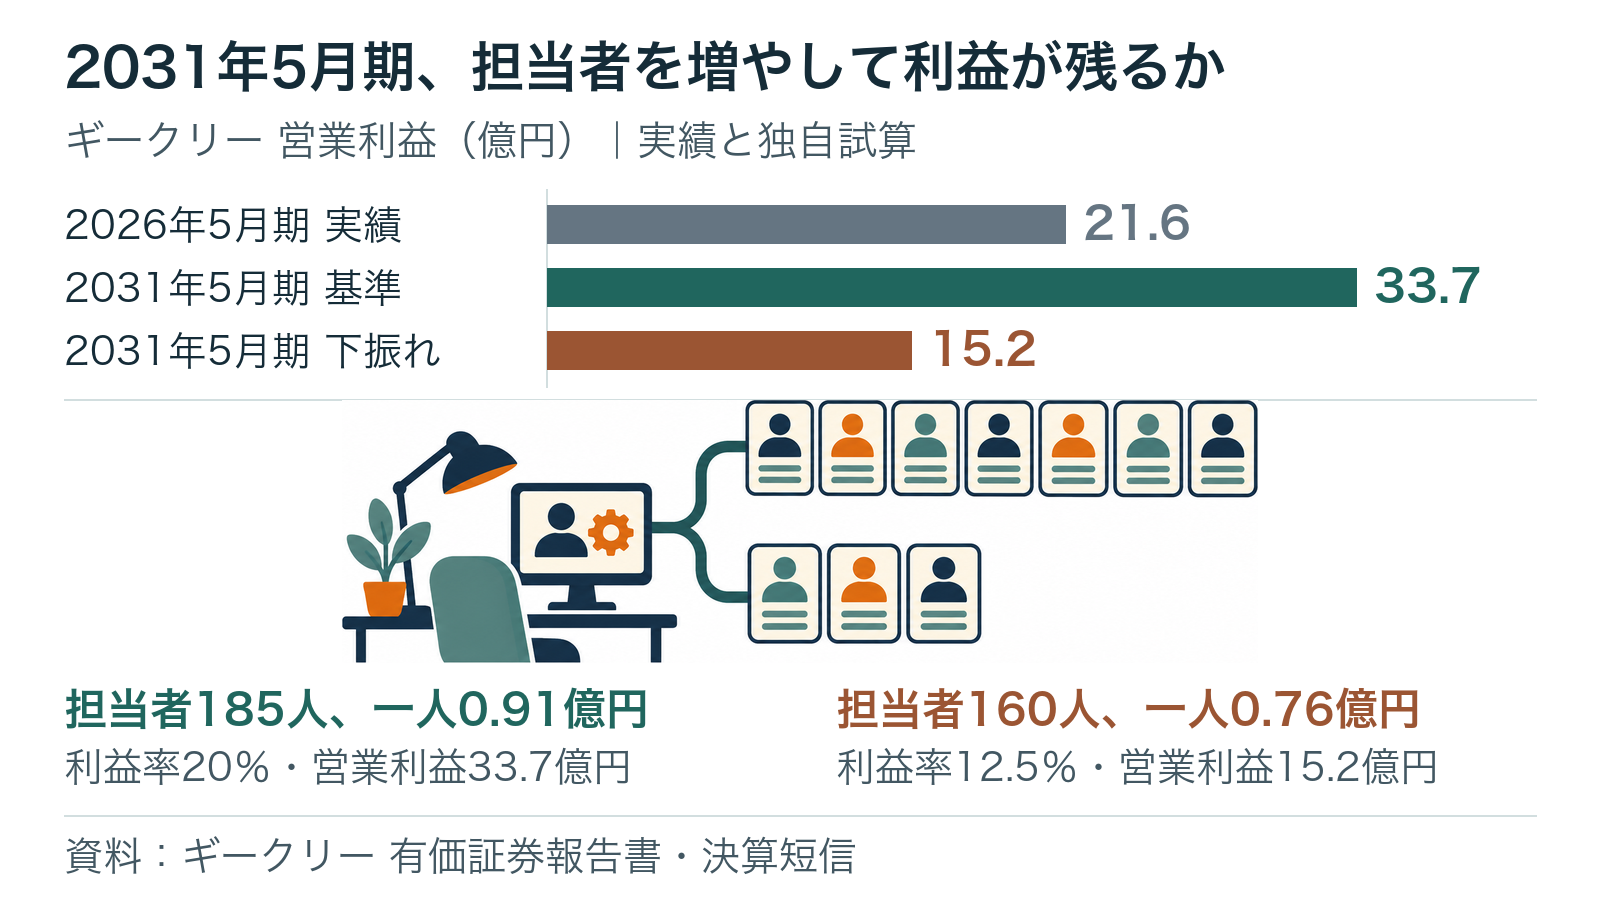 2031年5月期、担当者を増やして利益が残るか
ギークリー 営業利益（億円）｜実績と独自試算
2026年5月期 実績 21.6
2031年5月期 基準 33.7
2031年5月期 下振れ 15.2
担当者185人、一人0.91億円
利益率20%・営業利益33.7億円
担当者160人、一人0.76億円
利益率12.5%・営業利益15.2億円
資料：ギークリー 有価証券報告書・決算短信